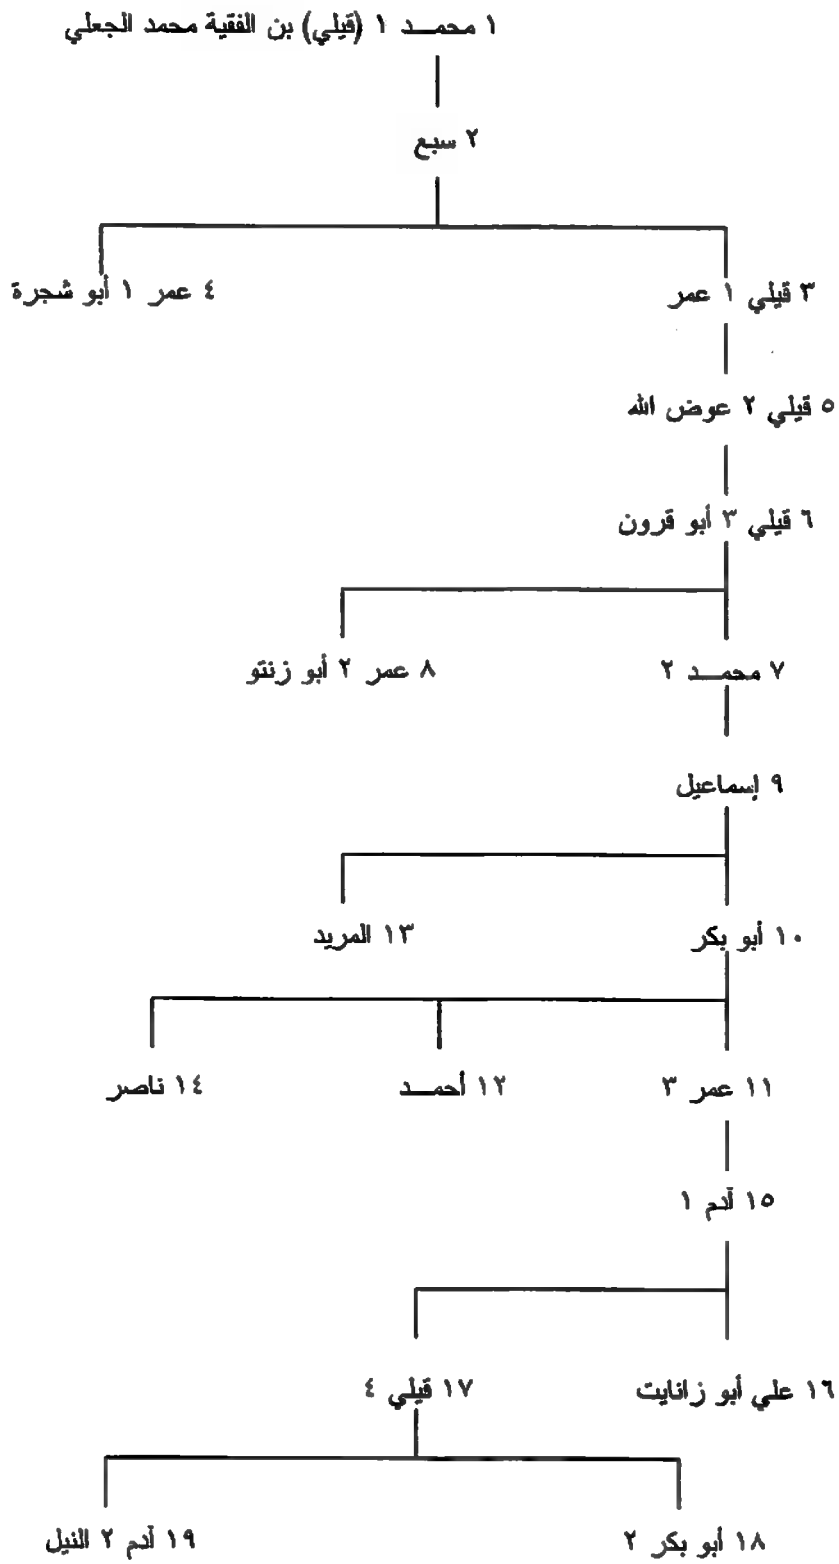 ١ محمـــد ١ (قيلي) بن الفقية محمد الجعلي
٢ سبع
٣ قيلي ١ عمر
٤ عمر ١ أبو شجرة
٥ قيلي ٢ عوض الله
٦ قيلي ٣ أبو قرون
٧ محمـــد ٢
٨ عمر ٢ أبو زنتو
٩ إسماعيل
١٠ أبو بكر
١٣ المريد
١١ عمر ٣
١٢ أحمـــد
١٤ ناصر
١٥ آدم ١
١٦ علي أبو زانايت
١٧ قيلي ٤
١٨ أبو بكر ٢
١٩ آدم ٢ النيل